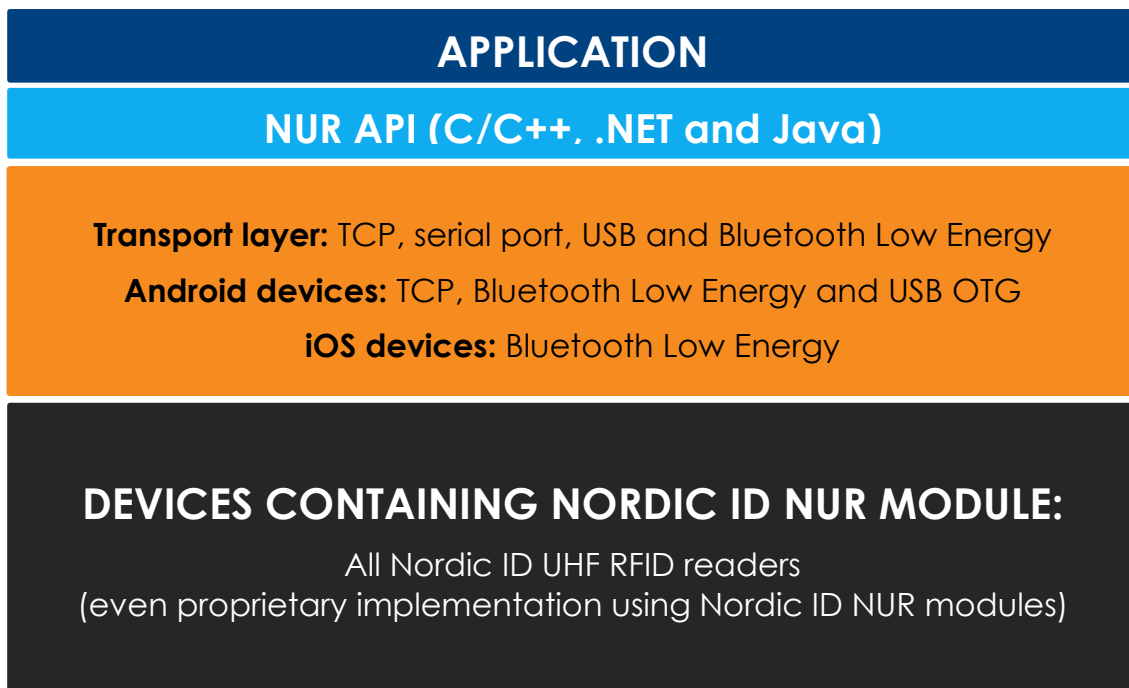 APPLICATION
NUR API (C/C++, .NET and Java)
Transport layer: TCP, serial port, USB and Bluetooth Low Energy
Android devices: TCP, Bluetooth Low Energy and USB OTG
iOS devices: Bluetooth Low Energy
DEVICES CONTAINING NORDIC ID NUR MODULE:
All Nordic ID UHF RFID readers
(even proprietary implementation using Nordic ID NUR modules)